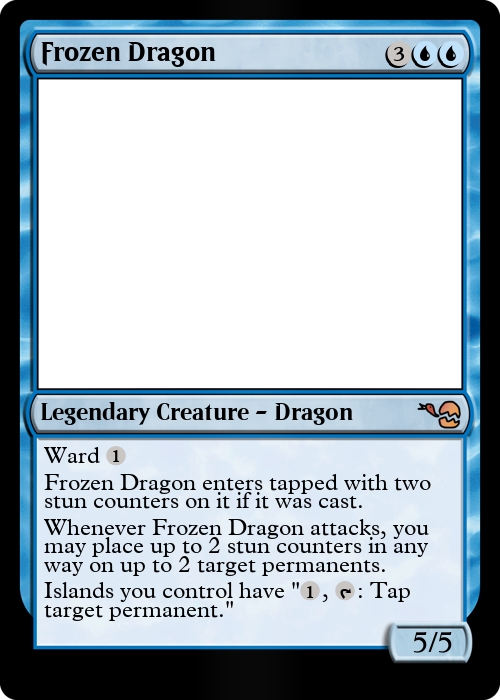 Frozen Dragon 3
Legendary Creature – Dragon
Ward 1
Frozen Dragon enters tapped with two
stun counters on it if it was cast.
Whenever Frozen Dragon attacks, you
may place up to 2 stun counters in any
way on up to 2 target permanents.
Islands you control have "1, : Tap
target permanent."
5/5